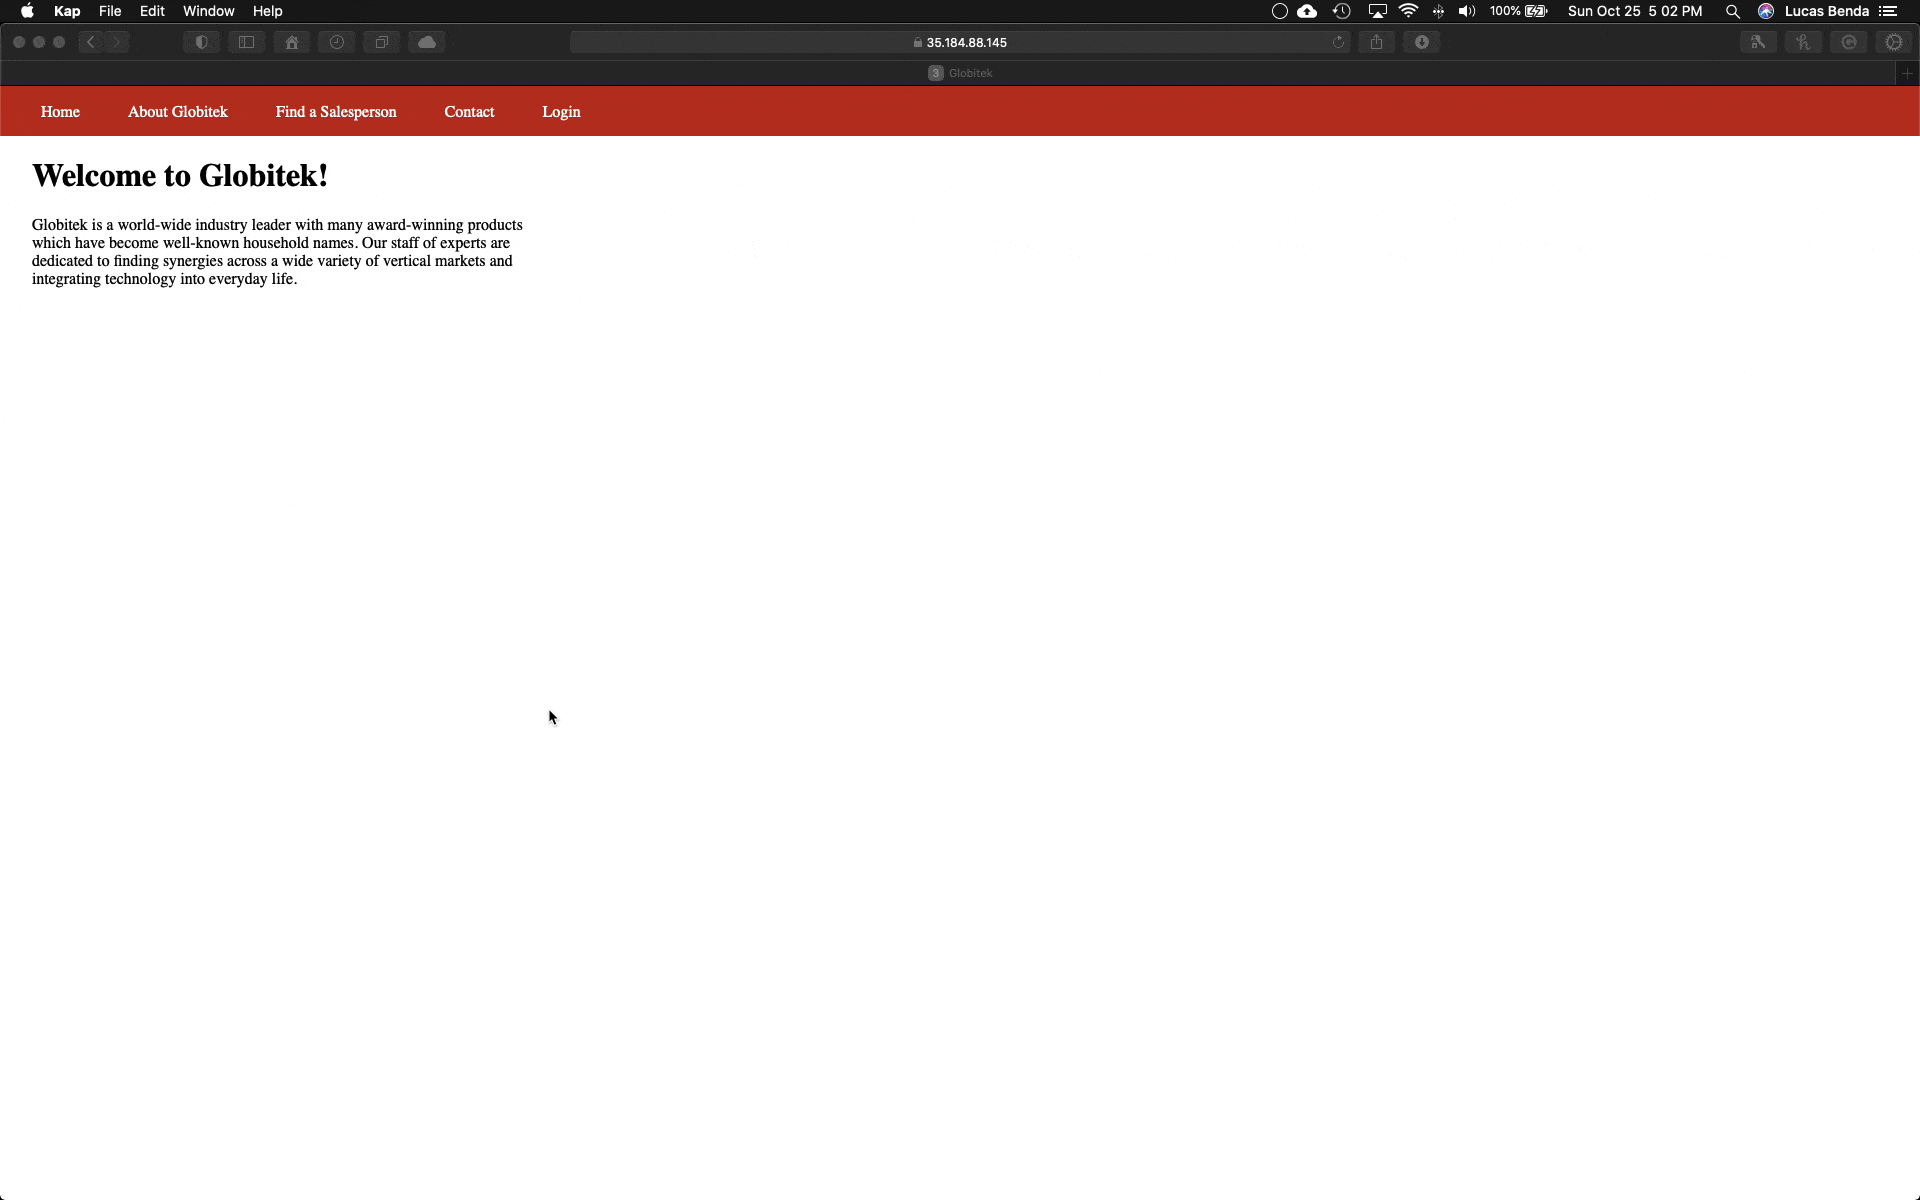 Kap File Edit Window Help 100% Sun Oct 25 5 02 PM Lucas Benda
35.184.88.145
3 Globitek
Home About Globitek Find a Salesperson Contact Login
Welcome to Globitek!
Globitek is a world-wide industry leader with many award-winning products
which have become well-known household names. Our staff of experts are
dedicated to finding synergies across a wide variety of vertical markets and
integrating technology into everyday life.